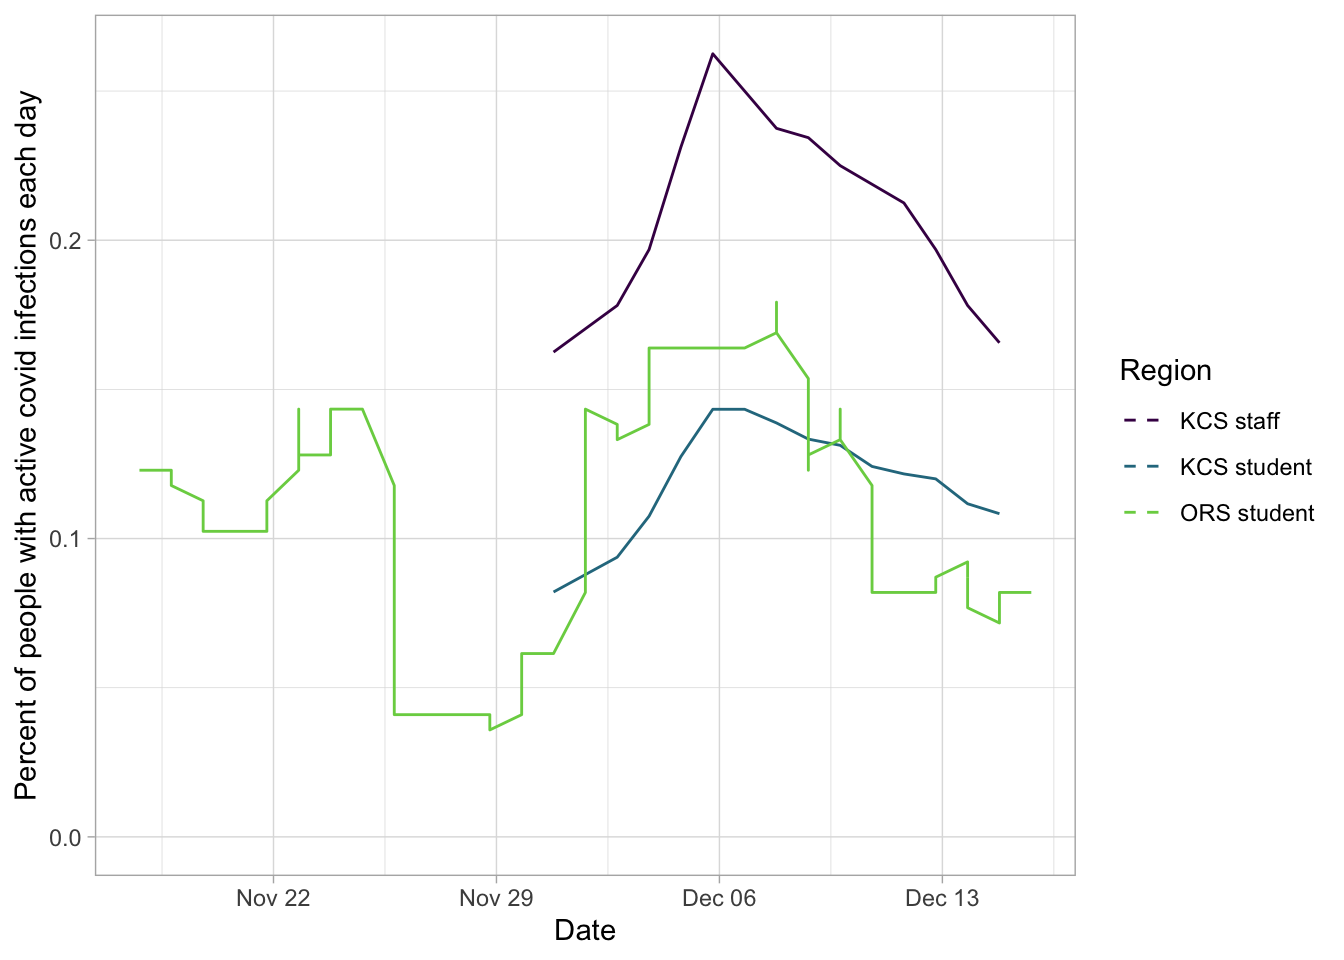 Percent of people with active covid infections each day
0.2
0.1
0.0
Nov 22
Nov 29
Dec 06
Dec 13
Date
Region
KCS staff
KCS student
ORS student